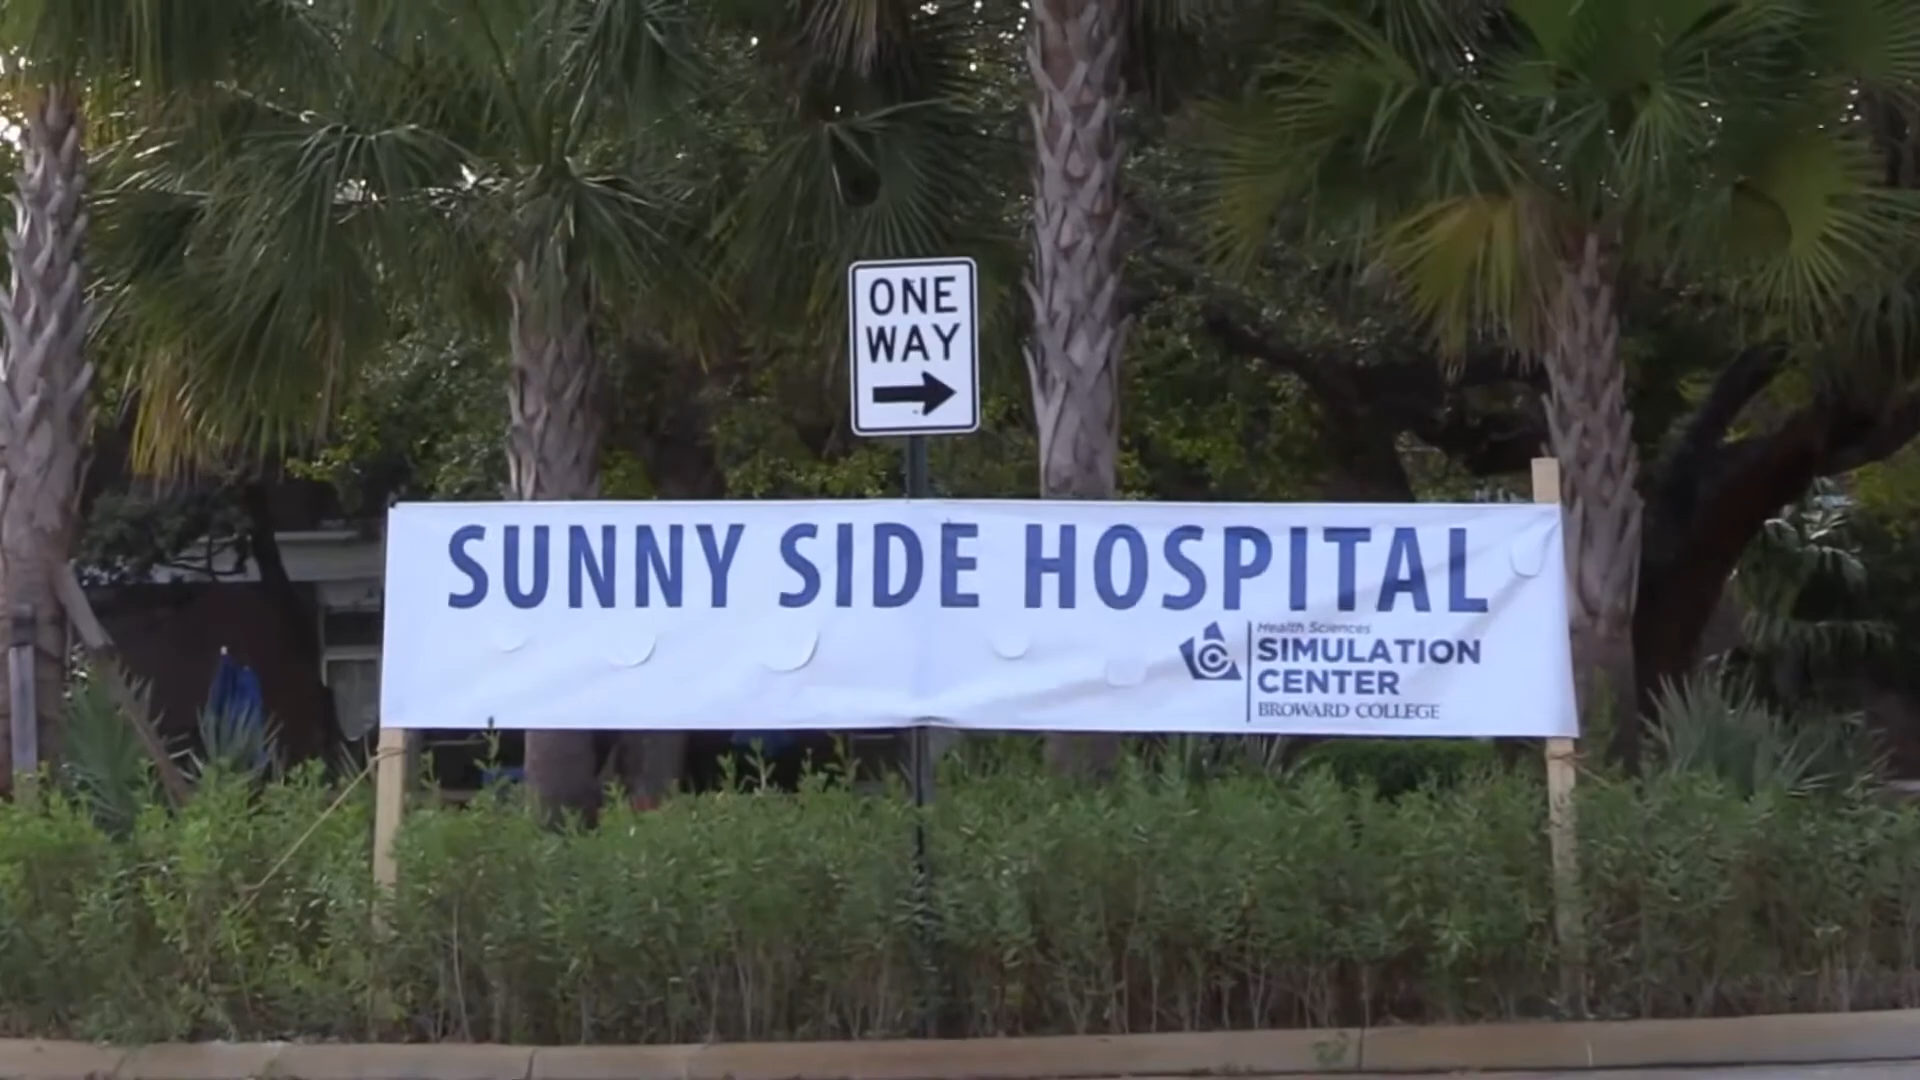 ONE
WAY
SUNNY SIDE HOSPITAL
Health Sciences
SIMULATION
CENTER
BROWARD COLLEGE